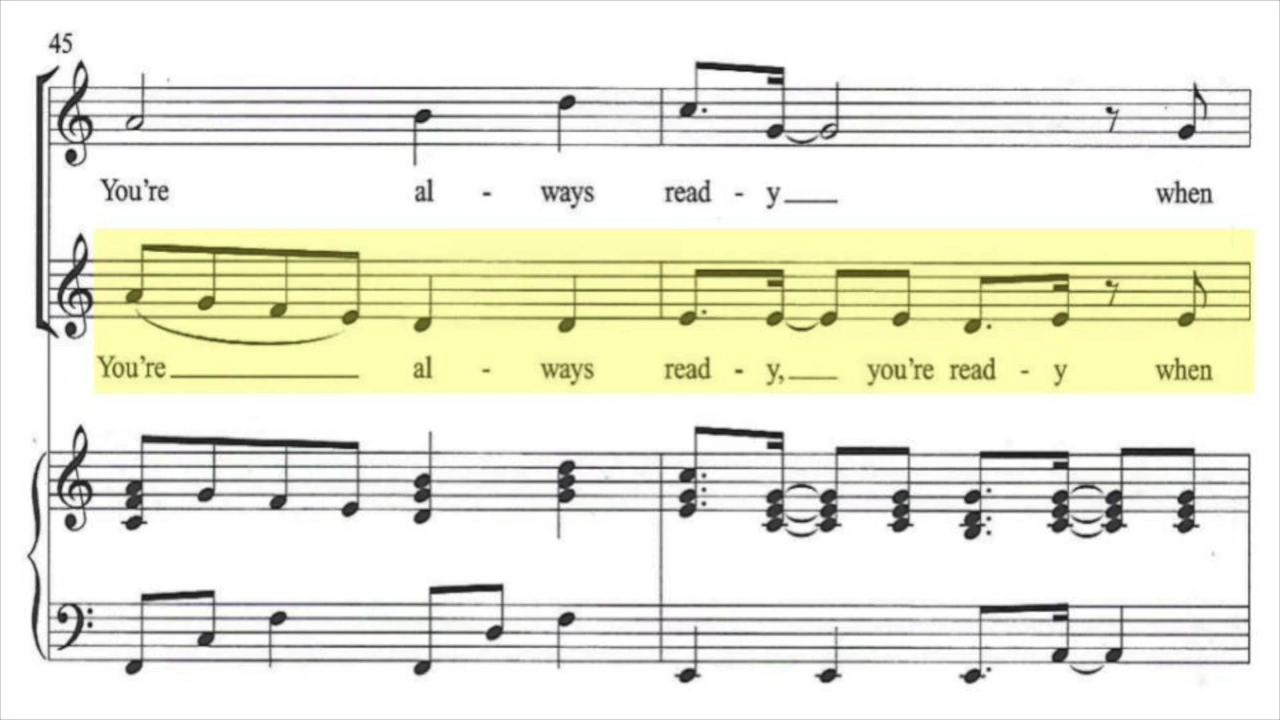 45
You're al - ways read - y when
You're al - ways read - y, you're read - y when